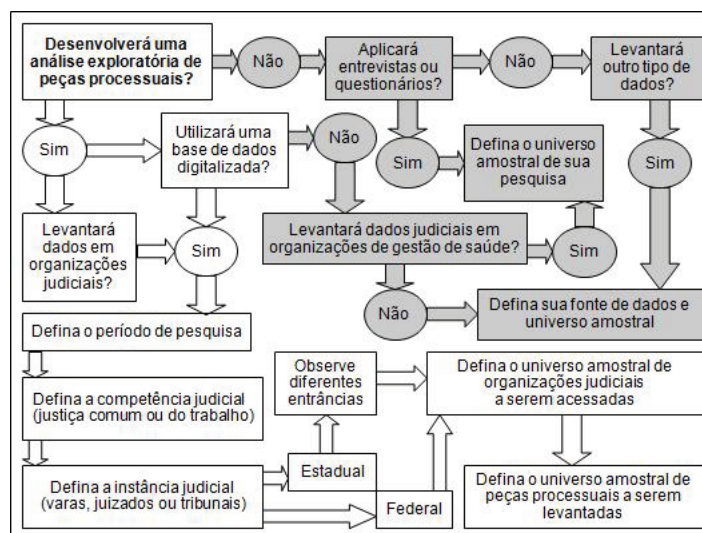 Desenvolverá uma
análise exploratória de
peças processuais?
Não
Aplicará
entrevistas ou
questionários?
Não
Levantará
outro tipo de
dados?
Sim
Utilizará uma
base de dados
digitalizada?
Não
Sim
Defina o universo
amostral de sua
pesquisa
Sim
Levantará
dados em
organizações
judiciais?
Sim
Levantará dados judiciais em
organizações de gestão de saúde?
Sim
Não
Defina sua fonte de dados e
universo amostral
Defina o período de pesquisa
Defina a competência judicial
(justiça comum ou do trabalho)
Defina a instância judicial
(varas, juizados ou tribunais)
Estadual
Federal
Observe
diferentes
entrâncias
Defina o universo amostral de
organizações judiciais
a serem acessadas
Defina o universo amostral de
peças processuais a serem
levantadas